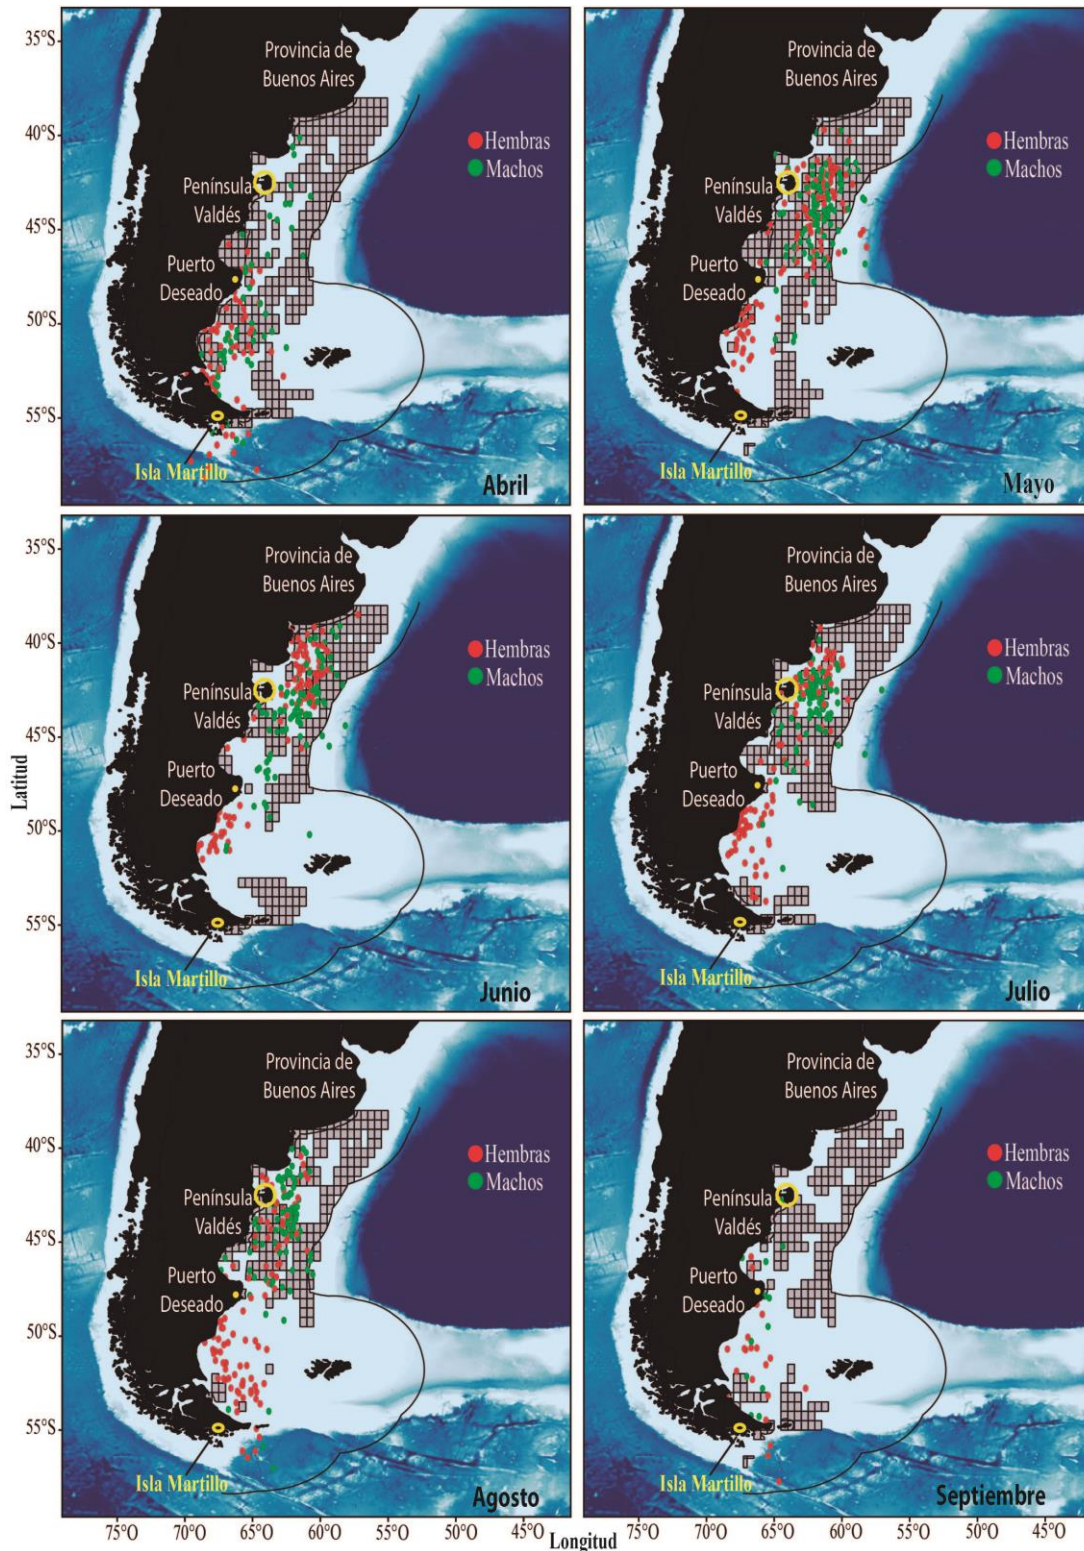 35°S
40°S
45°S
50°S
55°S
Provincia de
Buenos Aires
Hembras
Machos
Península
Valdés
Puerto
Deseado
Isla Martillo
Abril
Provincia de
Buenos Aires
Hembras
Machos
Península
Valdés
Puerto
Deseado
Isla Martillo
Mayo
35°S
40°S
45°S
50°S
55°S
Latitud
Provincia de
Buenos Aires
Hembras
Machos
Península
Valdés
Puerto
Deseado
Isla Martillo
Junio
Provincia de
Buenos Aires
Hembras
Machos
Península
Valdés
Puerto
Deseado
Isla Martillo
Julio
35°S
40°S
45°S
50°S
55°S
Provincia de
Buenos Aires
Hembras
Machos
Península
Valdés
Puerto
Deseado
Isla Martillo
Agosto
Provincia de
Buenos Aires
Hembras
Machos
Península
Valdés
Puerto
Deseado
Isla Martillo
Septiembre
75°O 70°O 65°O 60°O 55°O 50°O 45°O
75°O 70°O 65°O 60°O 55°O 50°O 45°O
Longitud